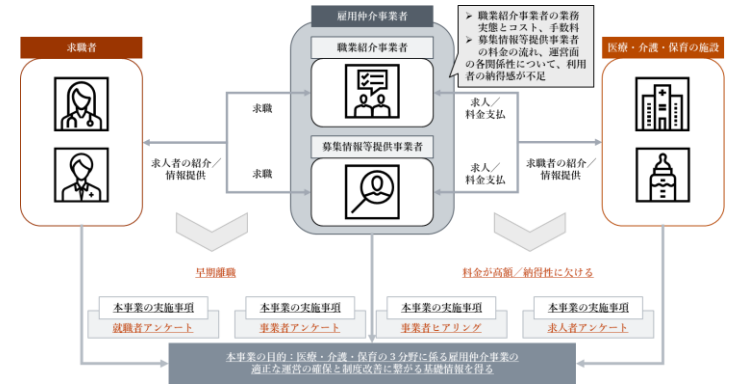 雇用仲介事業者
➢ 職業紹介事業者の業務
実態とコスト、手数料
➢ 募集情報等提供事業者
の料金の流れ、運営面
の各関係性について、利用
者の納得感が不足
求職者
職業紹介事業者
医療・介護・保育の施設
求職
求人／
料金支払
募集情報等提供事業者
求人者の紹介／
情報提供
求職
求人／
料金支払
求職者の紹介／
情報提供
早期離職
料金が高額／納得性に欠ける
本事業の実施事項
就職者アンケート
本事業の実施事項
事業者アンケート
本事業の実施事項
事業者ヒアリング
本事業の実施事項
求人者アンケート
本事業の目的：医療・介護・保育の３分野に係る雇用仲介事業の
適正な運営の確保と制度改善に繋がる基礎情報を得る